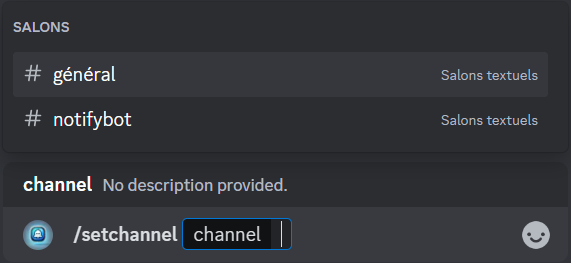 SALONS
# général Salons textuels
# notifybot Salons textuels
channel No description provided.
/setchannel channel